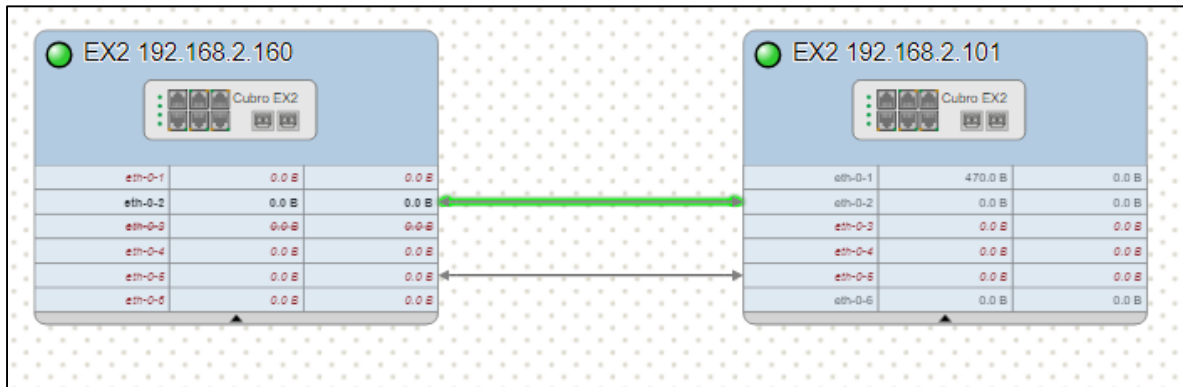 EX2 192.168.2.160
Cubro EX2
eth-0-1 0.0 B 0.0 B
eth-0-2 0.0 B 0.0 B
eth-0-3 0.0 B 0.0 B
eth-0-4 0.0 B 0.0 B
eth-0-5 0.0 B 0.0 B
eth-0-6 0.0 B 0.0 B
EX2 192.168.2.101
Cubro EX2
eth-0-1 470.0 B 0.0 B
eth-0-2 0.0 B 0.0 B
eth-0-3 0.0 B 0.0 B
eth-0-4 0.0 B 0.0 B
eth-0-5 0.0 B 0.0 B
eth-0-6 0.0 B 0.0 B